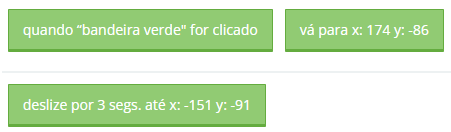 quando “bandeira verde" for clicado
vá para x: 174 y: -86
deslize por 3 segs. até x: -151 y: -91